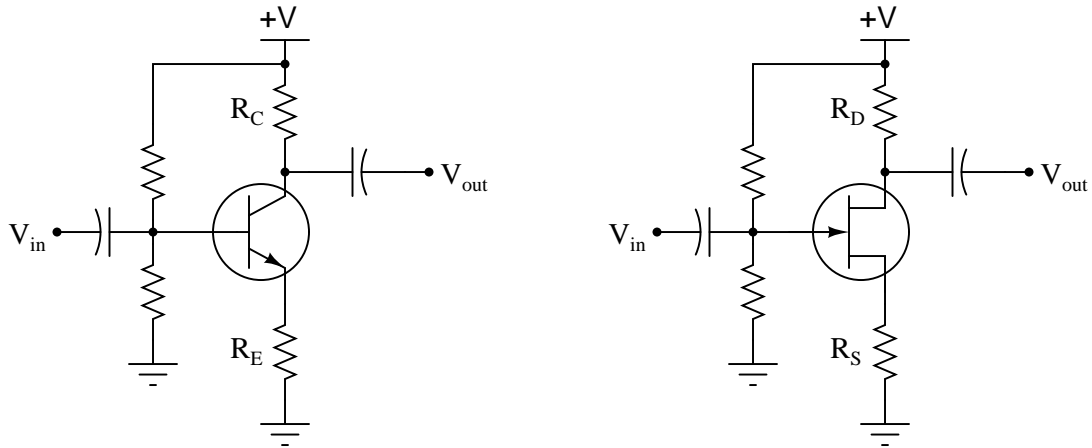 +V
R_C
V_in
V_out
R_E
+V
R_D
V_in
V_out
R_S